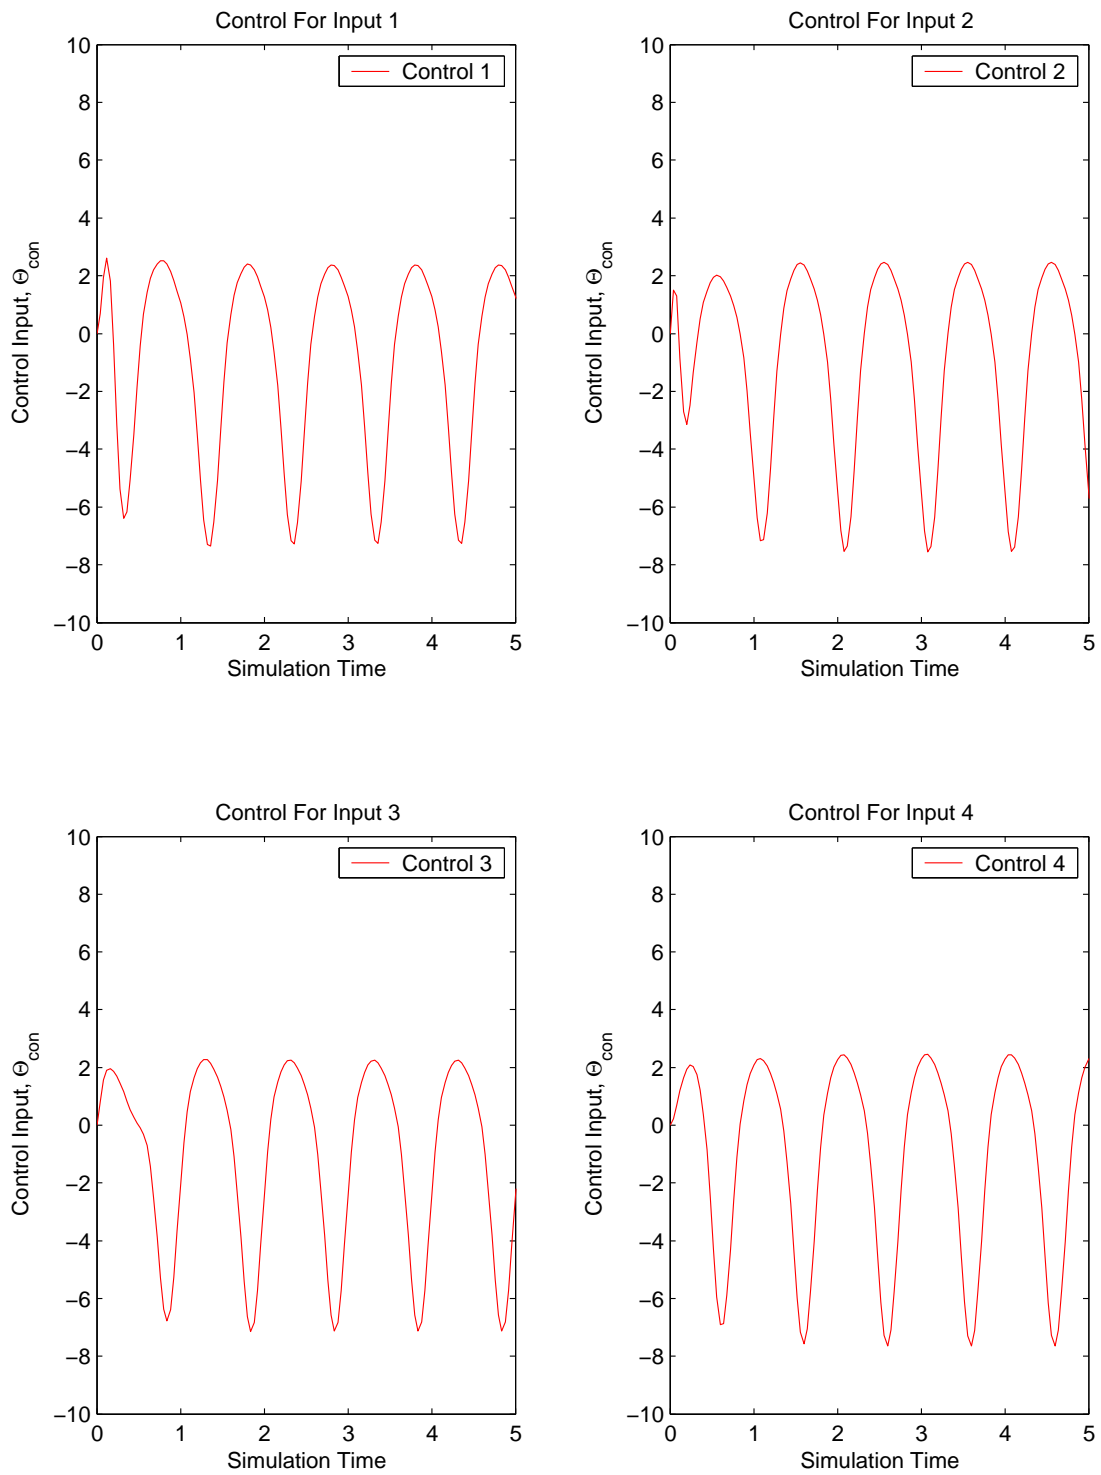 Control For Input 1
Control 1
10
8
6
4
2
0
−2
−4
−6
−8
−10
Control Input, Θcon
0 1 2 3 4 5
Simulation Time
Control For Input 2
Control 2
10
8
6
4
2
0
−2
−4
−6
−8
−10
Control Input, Θcon
0 1 2 3 4 5
Simulation Time
Control For Input 3
Control 3
10
8
6
4
2
0
−2
−4
−6
−8
−10
Control Input, Θcon
0 1 2 3 4 5
Simulation Time
Control For Input 4
Control 4
10
8
6
4
2
0
−2
−4
−6
−8
−10
Control Input, Θcon
0 1 2 3 4 5
Simulation Time